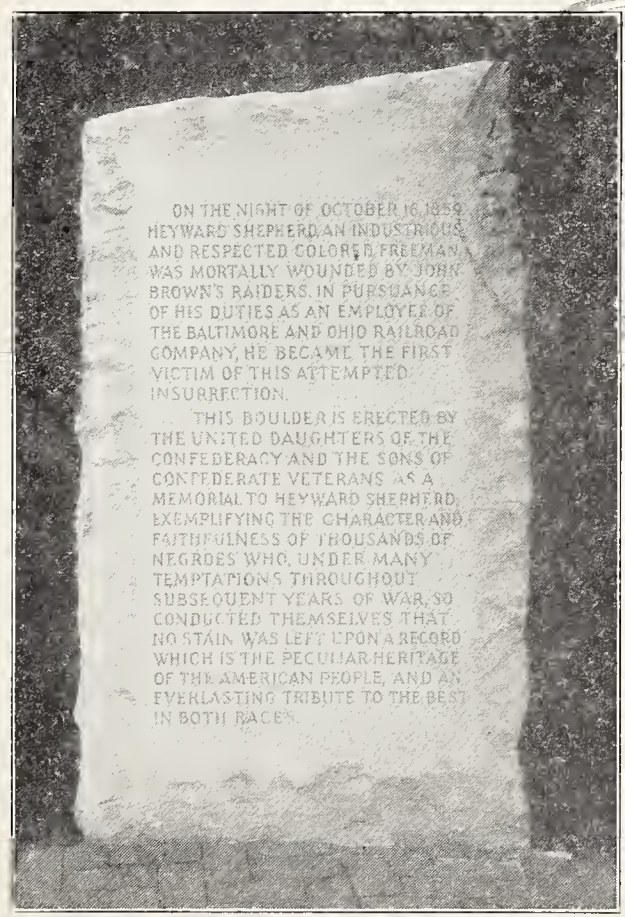 ON THE NIGHT OF OCTOBER 16, 1859,
HEYWARD SHEPHERD, AN INDUSTRIOUS
AND RESPECTED COLORED FREEMAN,
WAS MORTALLY WOUNDED BY JOHN
BROWN'S RAIDERS. IN PURSUANCE
OF HIS DUTIES AS AN EMPLOYEE OF
THE BALTIMORE AND OHIO RAILROAD
COMPANY, HE BECAME THE FIRST
VICTIM OF THIS ATTEMPTED
INSURRECTION.
THIS BOULDER IS ERECTED BY
THE UNITED DAUGHTERS OF THE
CONFEDERACY AND THE SONS OF
CONFEDERATE VETERANS AS A
MEMORIAL TO HEYWARD SHEPHERD,
EXEMPLIFYING THE CHARACTER AND
FAITHFULNESS OF THOUSANDS OF
NEGROES WHO, UNDER MANY
TEMPTATIONS THROUGHOUT
SUBSEQUENT YEARS OF WAR, SO
CONDUCTED THEMSELVES THAT
NO STAIN WAS LEFT UPON A RECORD
WHICH IS THE PECULIAR HERITAGE
OF THE AMERICAN PEOPLE, AND AN
EVERLASTING TRIBUTE TO THE BEST
IN BOTH RACES.